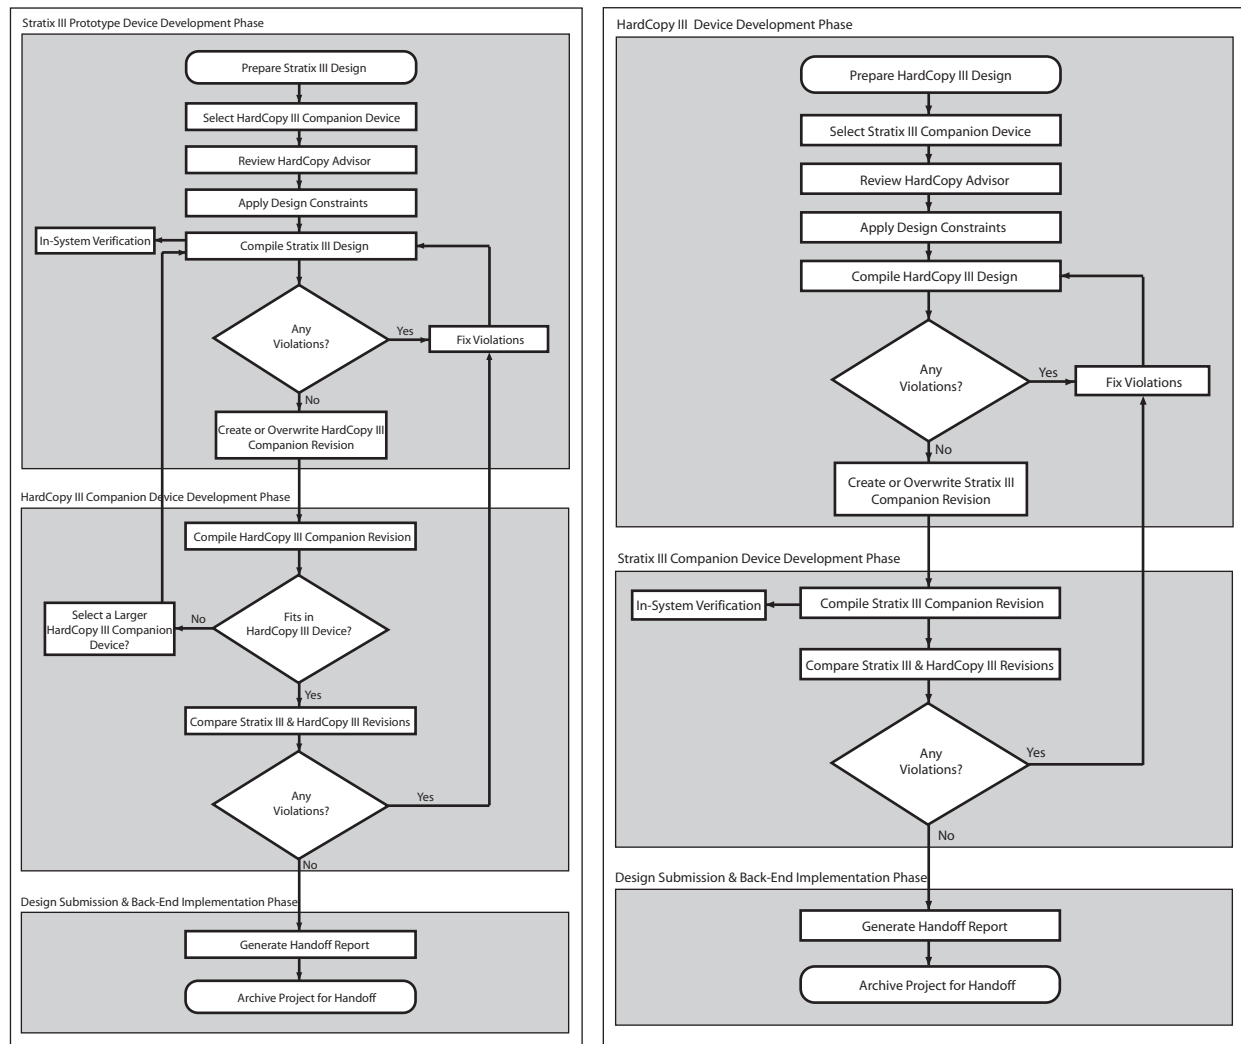 Stratix III Prototype Device Development Phase
Prepare Stratix III Design
Select HardCopy III Companion Device
Review HardCopy Advisor
Apply Design Constraints
In-System Verification
Compile Stratix III Design
Any
Violations?
Yes
Fix Violations
No
Create or Overwrite HardCopy III
Companion Revision
HardCopy III Companion Device Development Phase
Compile HardCopy III Companion Revision
Fits in
HardCopy III Device?
No
Select a Larger
HardCopy III Companion
Device?
Yes
Compare Stratix III & HardCopy III Revisions
Any
Violations?
Yes
No
Design Submission & Back-End Implementation Phase
Generate Handoff Report
Archive Project for Handoff
HardCopy III Device Development Phase
Prepare HardCopy III Design
Select Stratix III Companion Device
Review HardCopy Advisor
Apply Design Constraints
Compile HardCopy III Design
Any
Violations?
Yes
Fix Violations
No
Create or Overwrite Stratix III
Companion Revision
Stratix III Companion Device Development Phase
In-System Verification
Compile Stratix III Companion Revision
Compare Stratix III & HardCopy III Revisions
Any
Violations?
Yes
No
Design Submission & Back-End Implementation Phase
Generate Handoff Report
Archive Project for Handoff